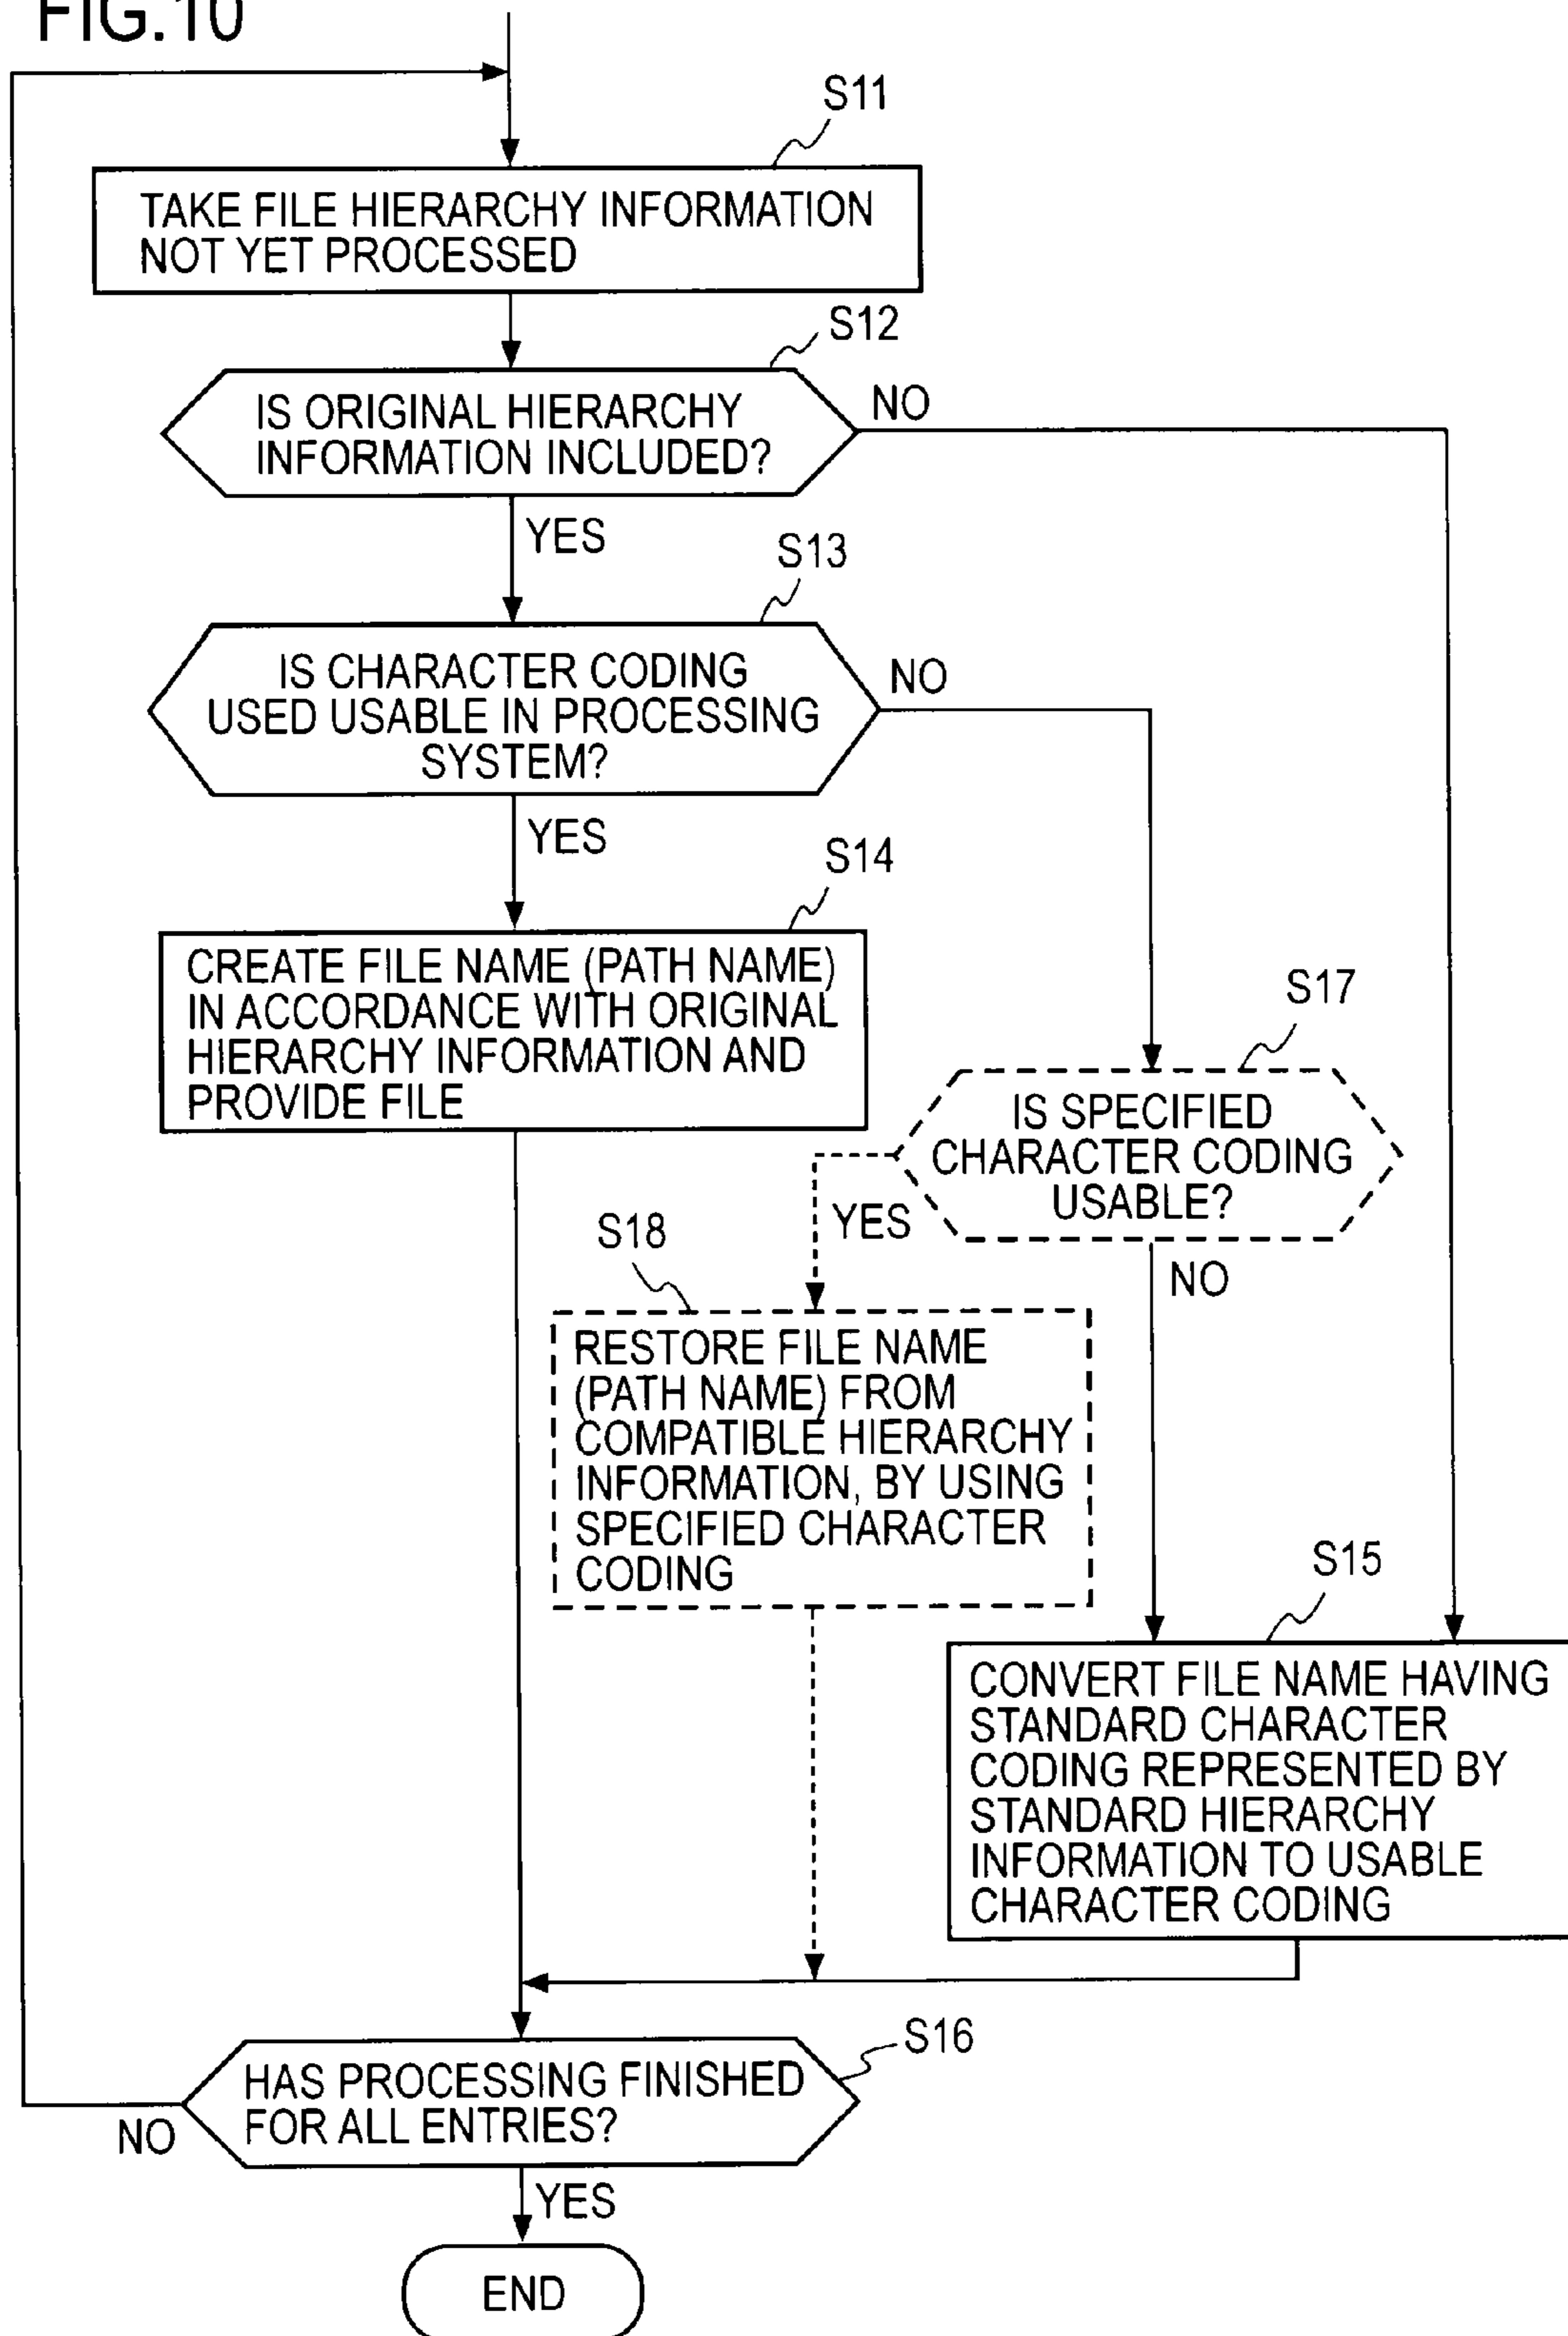 FIG.10
S11
TAKE FILE HIERARCHY INFORMATION
NOT YET PROCESSED
S12
IS ORIGINAL HIERARCHY
INFORMATION INCLUDED?
NO
YES
S13
IS CHARACTER CODING
USED USABLE IN PROCESSING
SYSTEM?
NO
YES
S14
CREATE FILE NAME (PATH NAME)
IN ACCORDANCE WITH ORIGINAL
HIERARCHY INFORMATION AND
PROVIDE FILE
S17
IS SPECIFIED
CHARACTER CODING
USABLE?
YES
NO
S18
RESTORE FILE NAME
(PATH NAME) FROM
COMPATIBLE HIERARCHY
INFORMATION, BY USING
SPECIFIED CHARACTER
CODING
S15
CONVERT FILE NAME HAVING
STANDARD CHARACTER
CODING REPRESENTED BY
STANDARD HIERARCHY
INFORMATION TO USABLE
CHARACTER CODING
S16
HAS PROCESSING FINISHED
FOR ALL ENTRIES?
NO
YES
END